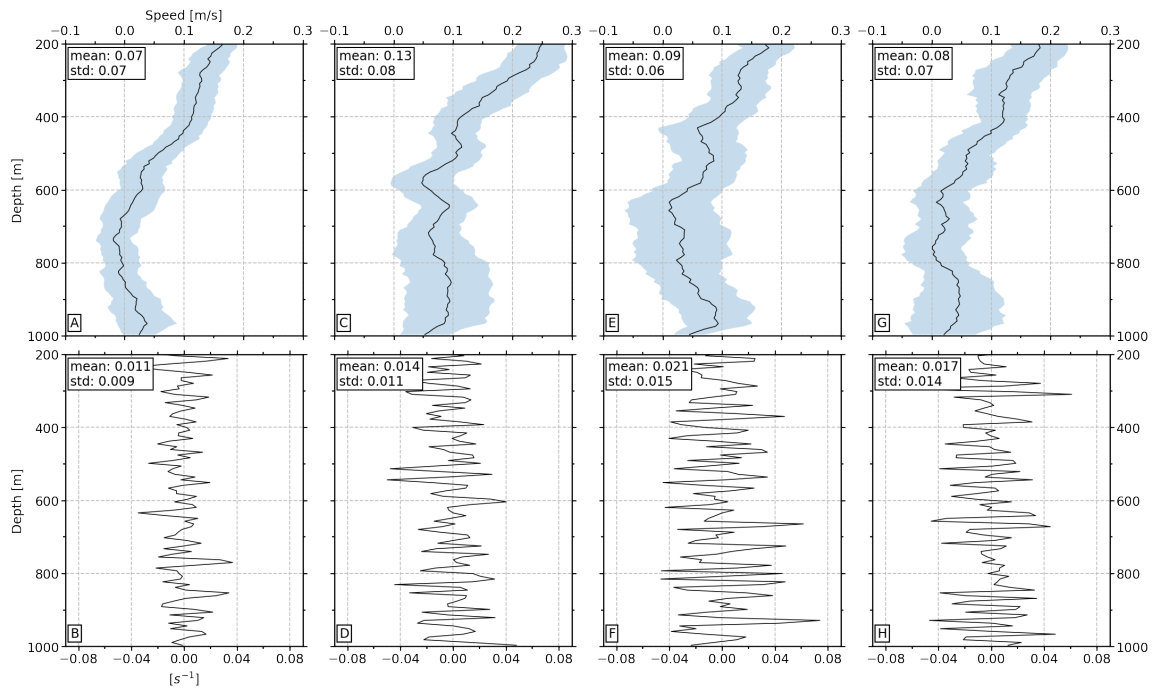 Speed [m/s]
−0.1 0.0 0.1 0.2 0.3 −0.1 0.0 0.1 0.2 0.3 −0.1 0.0 0.1 0.2 0.3 −0.1 0.0 0.1 0.2 0.3
200 200
mean: 0.07 mean: 0.13 mean: 0.09 mean: 0.08
std: 0.07 std: 0.08 std: 0.06 std: 0.07
400 400
Depth [m]
600 600
800 800
A C E G
1000 1000
200 200
mean: 0.011 mean: 0.014 mean: 0.021 mean: 0.017
std: 0.009 std: 0.011 std: 0.015 std: 0.014
400 400
Depth [m]
600 600
800 800
B D F H
1000 1000
−0.08 −0.04 0.00 0.04 0.08 −0.08 −0.04 0.00 0.04 0.08 −0.08 −0.04 0.00 0.04 0.08 −0.08 −0.04 0.00 0.04 0.08
[s⁻¹]